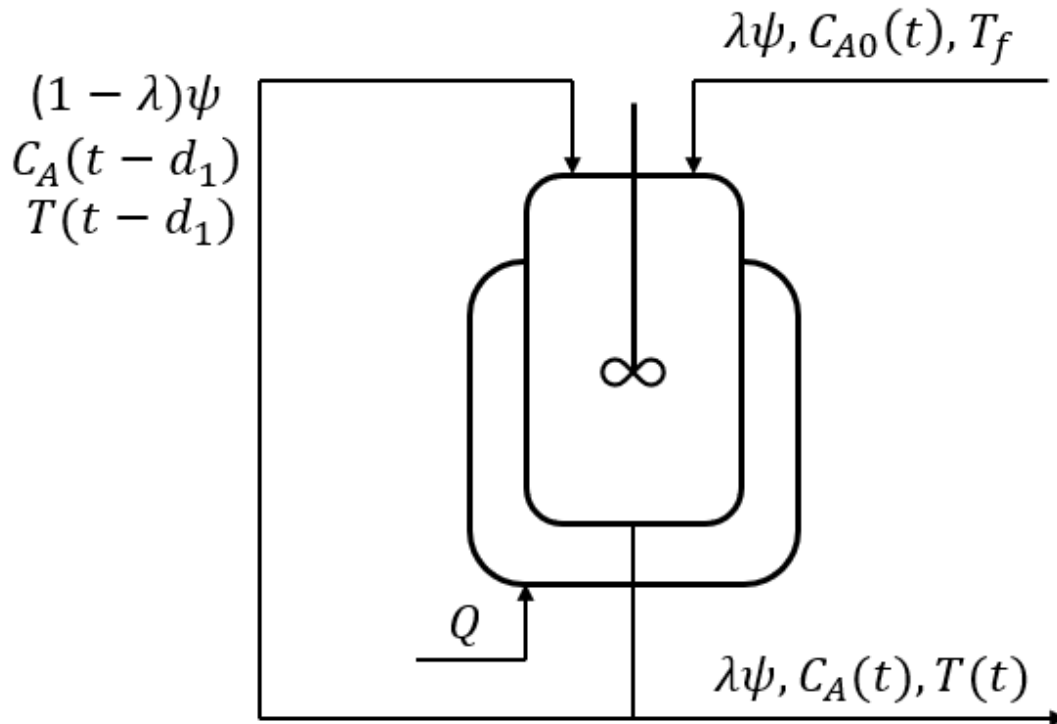 λψ, C_{A0}(t), T_f
(1 − λ)ψ
C_A(t − d_1)
T(t − d_1)
Q
λψ, C_A(t), T(t)